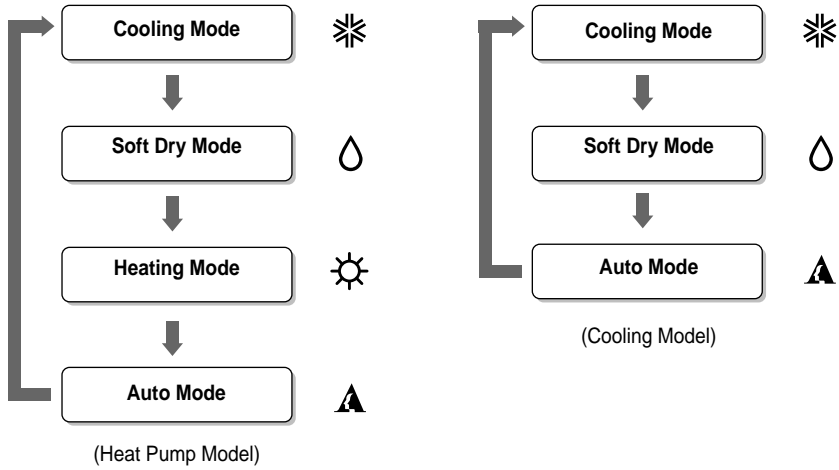 Cooling Mode
Soft Dry Mode
Heating Mode
Auto Mode
(Heat Pump Model)
Cooling Mode
Soft Dry Mode
Auto Mode
(Cooling Model)